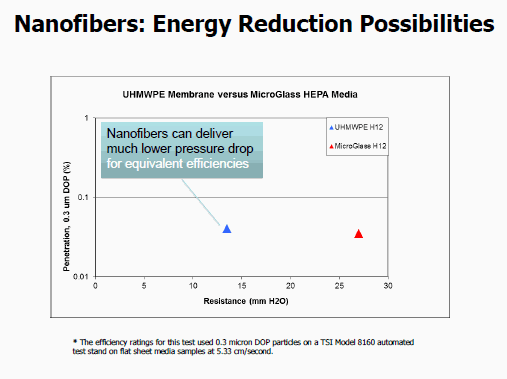 Nanofibers: Energy Reduction Possibilities
UHMWPE Membrane versus MicroGlass HEPA Media
Nanofibers can deliver
much lower pressure drop
for equivalent efficiencies
UHMWPE H12
MicroGlass H12
Penetration, 0.3 um DOP (%)
1
0.1
0.01
0 5 10 15 20 25 30
Resistance (mm H2O)
* The efficiency ratings for this test used 0.3 micron DOP particles on a TSI Model 8160 automated
test stand on flat sheet media samples at 5.33 cm/second.